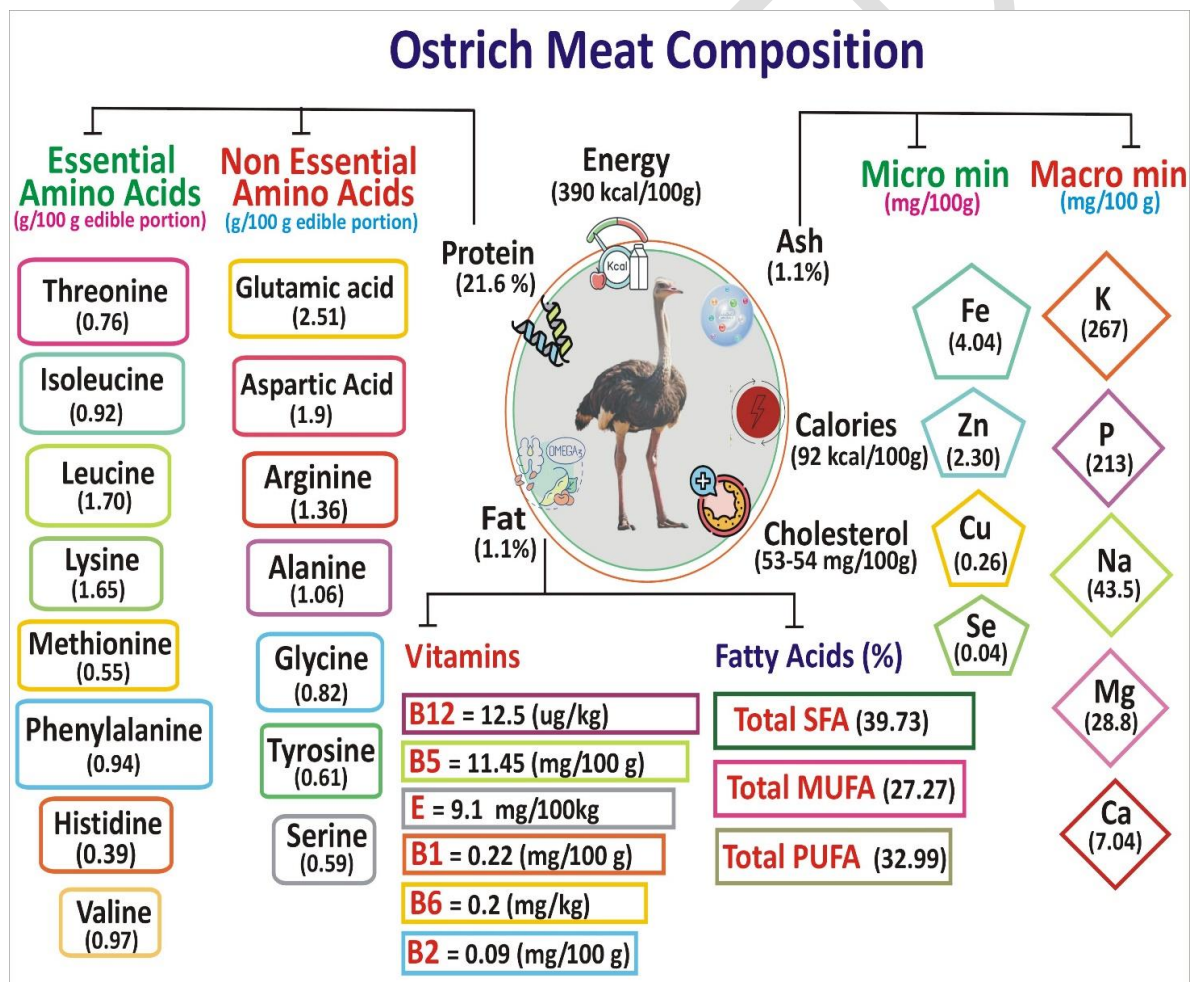 Ostrich Meat Composition
Essential
Amino Acids
(g/100 g edible portion)
Threonine
(0.76)
Isoleucine
(0.92)
Leucine
(1.70)
Lysine
(1.65)
Methionine
(0.55)
Phenylalanine
(0.94)
Histidine
(0.39)
Valine
(0.97)
Non Essential
Amino Acids
(g/100 g edible portion)
Glutamic acid
(2.51)
Aspartic Acid
(1.9)
Arginine
(1.36)
Alanine
(1.06)
Glycine
(0.82)
Tyrosine
(0.61)
Serine
(0.59)
Protein
(21.6 %)
Energy
(390 kcal/100g)
Kcal
OMEGA
Ash
(1.1%)
Calories
(92 kcal/100g)
Cholesterol
(53-54 mg/100g)
Fat
(1.1%)
Vitamins
B12 = 12.5 (ug/kg)
B5 = 11.45 (mg/100 g)
E = 9.1 mg/100kg
B1 = 0.22 (mg/100 g)
B6 = 0.2 (mg/kg)
B2 = 0.09 (mg/100 g)
Fatty Acids (%)
Total SFA (39.73)
Total MUFA (27.27)
Total PUFA (32.99)
Micro min
(mg/100g)
Fe
(4.04)
Zn
(2.30)
Cu
(0.26)
Se
(0.04)
Macro min
(mg/100 g)
K
(267)
P
(213)
Na
(43.5)
Mg
(28.8)
Ca
(7.04)